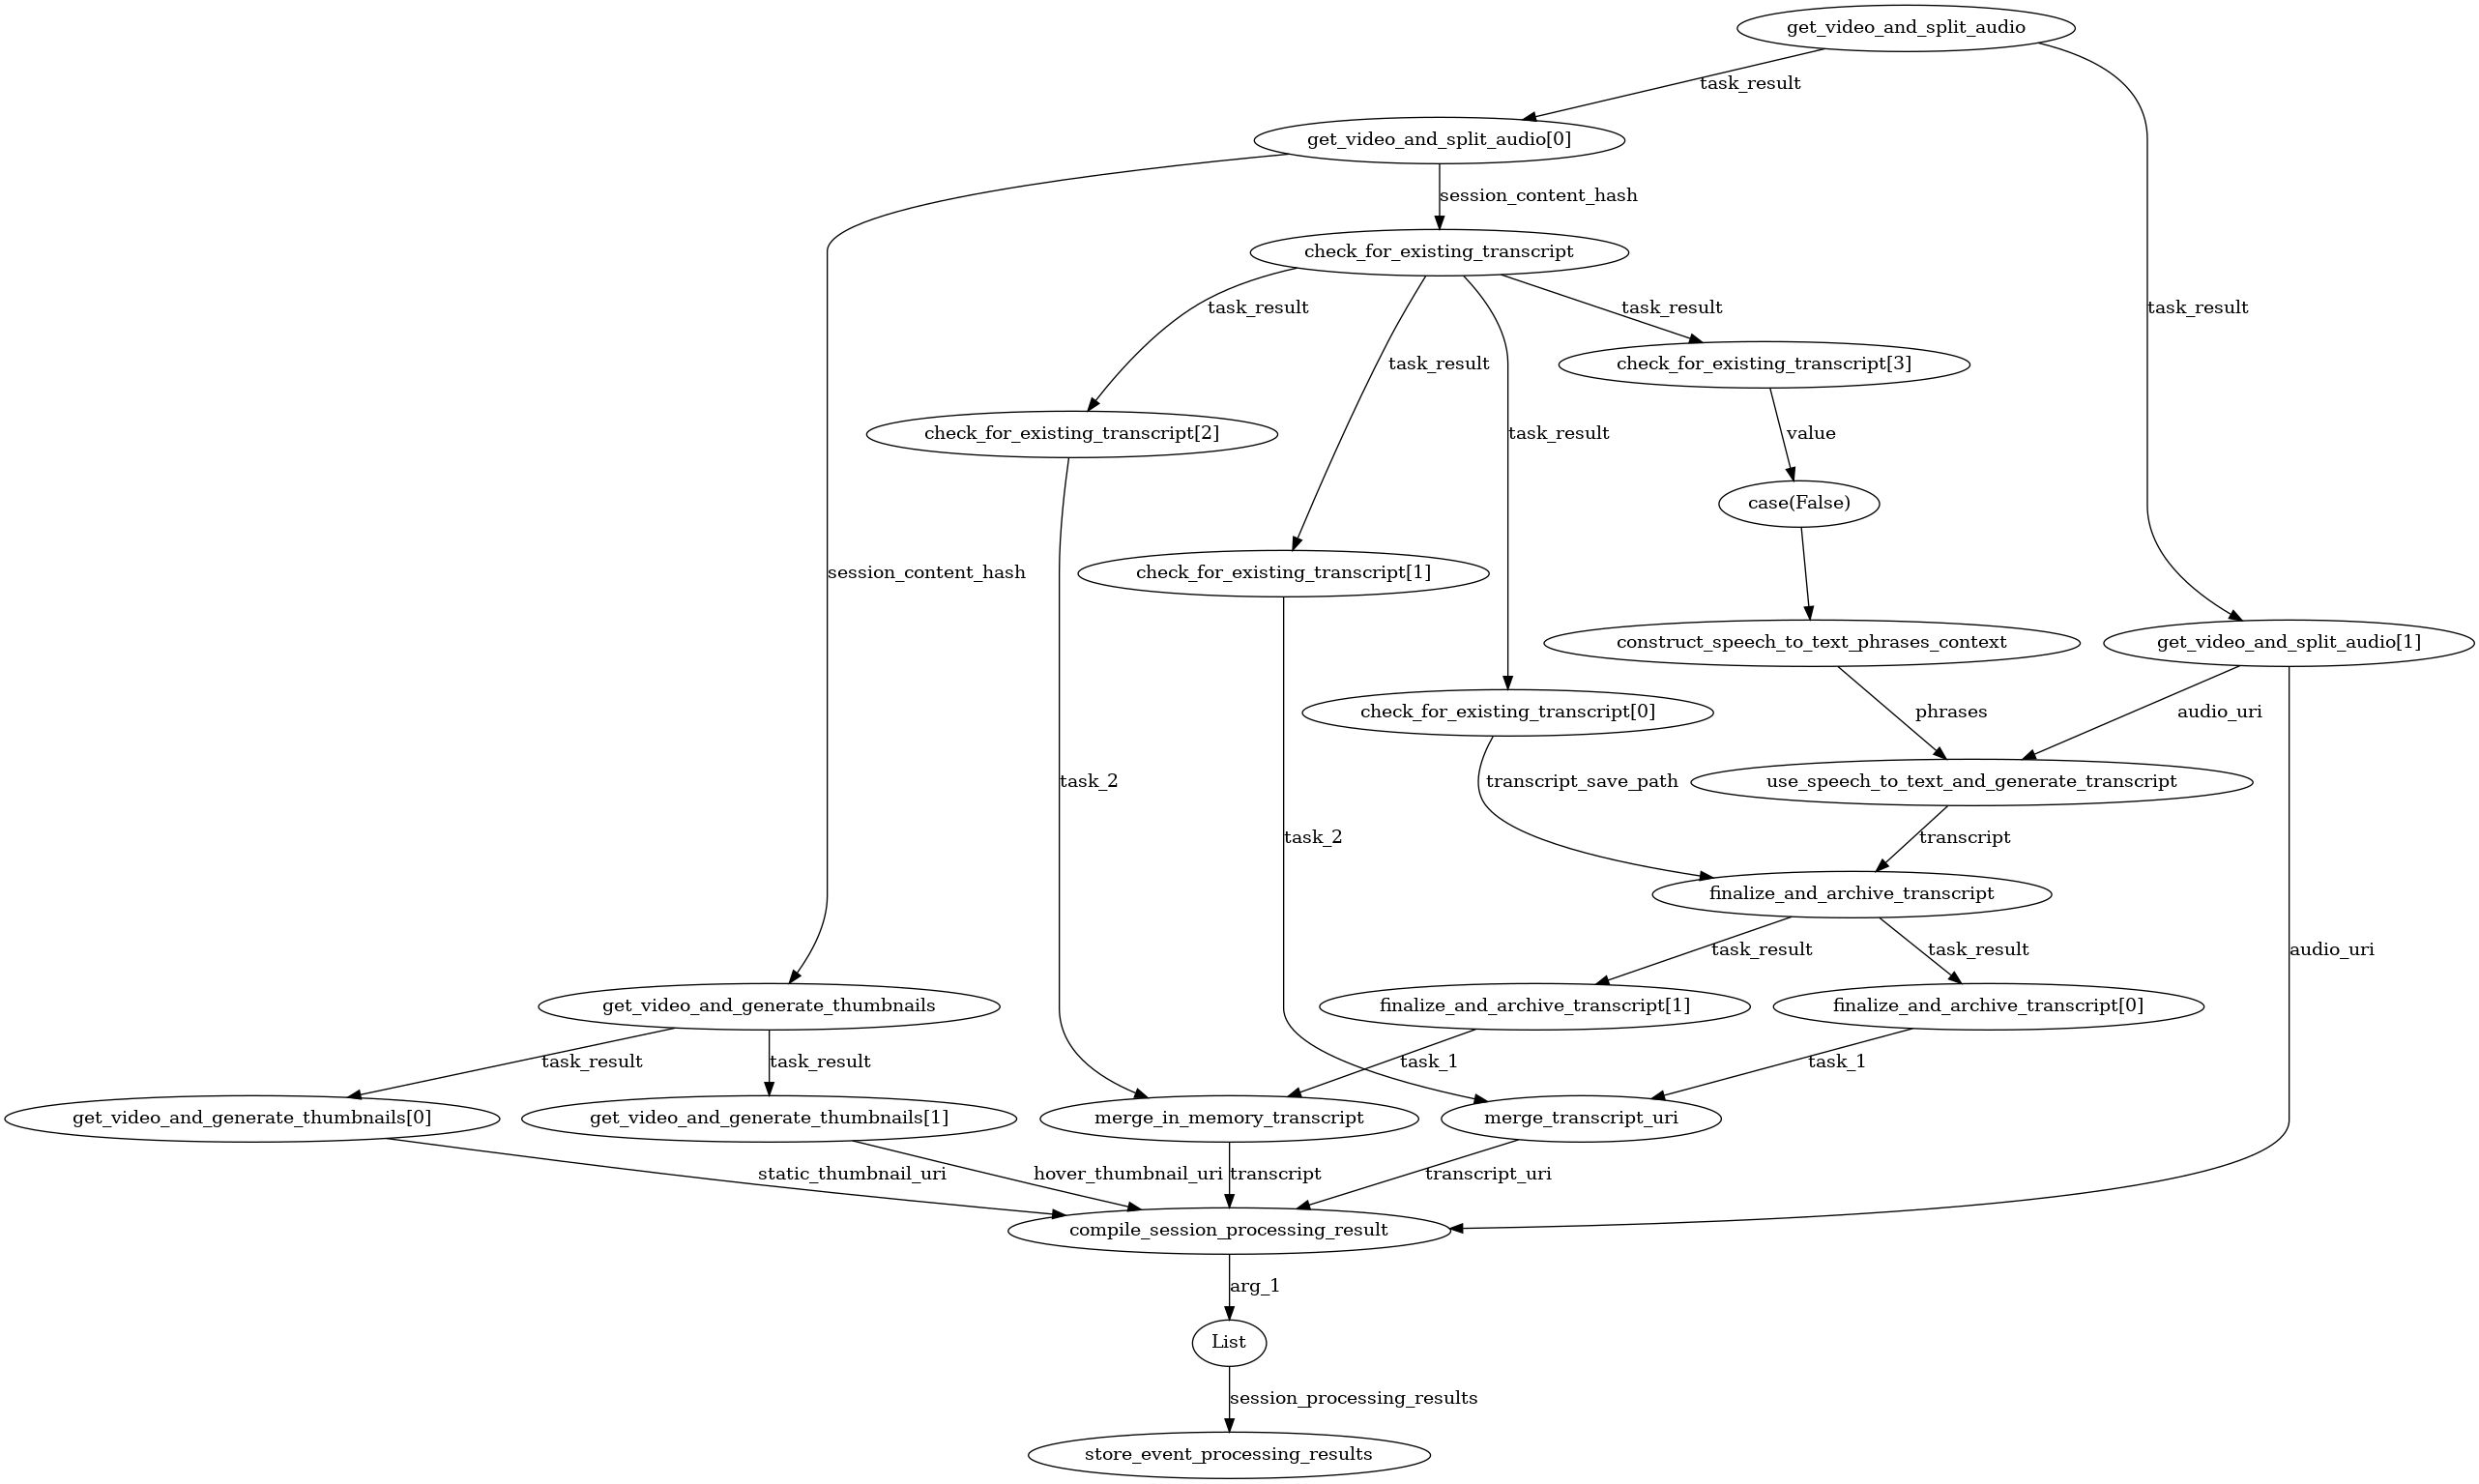 get_video_and_split_audio
task_result
get_video_and_split_audio[0]
session_content_hash
check_for_existing_transcript
task_result
task_result
task_result
task_result
check_for_existing_transcript[3]
check_for_existing_transcript[2]
task_result
value
case(False)
session_content_hash
check_for_existing_transcript[1]
construct_speech_to_text_phrases_context
get_video_and_split_audio[1]
check_for_existing_transcript[0]
phrases
audio_uri
task_2
transcript_save_path
use_speech_to_text_and_generate_transcript
task_2
transcript
finalize_and_archive_transcript
task_result
task_result
audio_uri
get_video_and_generate_thumbnails
finalize_and_archive_transcript[1]
finalize_and_archive_transcript[0]
task_result
task_result
task_1
task_1
get_video_and_generate_thumbnails[0]
get_video_and_generate_thumbnails[1]
merge_in_memory_transcript
merge_transcript_uri
static_thumbnail_uri
hover_thumbnail_uri
transcript
transcript_uri
compile_session_processing_result
arg_1
List
session_processing_results
store_event_processing_results